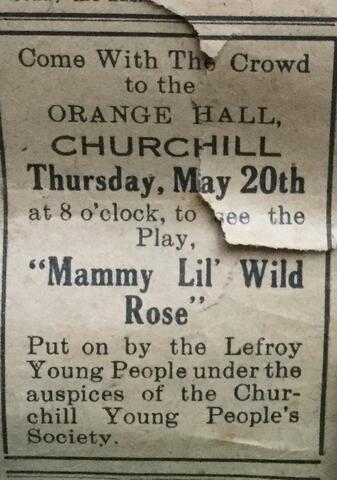 Come With The Crowd
to the
ORANGE HALL,
CHURCHILL
Thursday, May 20th
at 8 o'clock, to see the
Play,
"Mammy Lil' Wild
Rose"
Put on by the Lefroy
Young People under the
auspices of the Chur-
chill Young People's
Society.